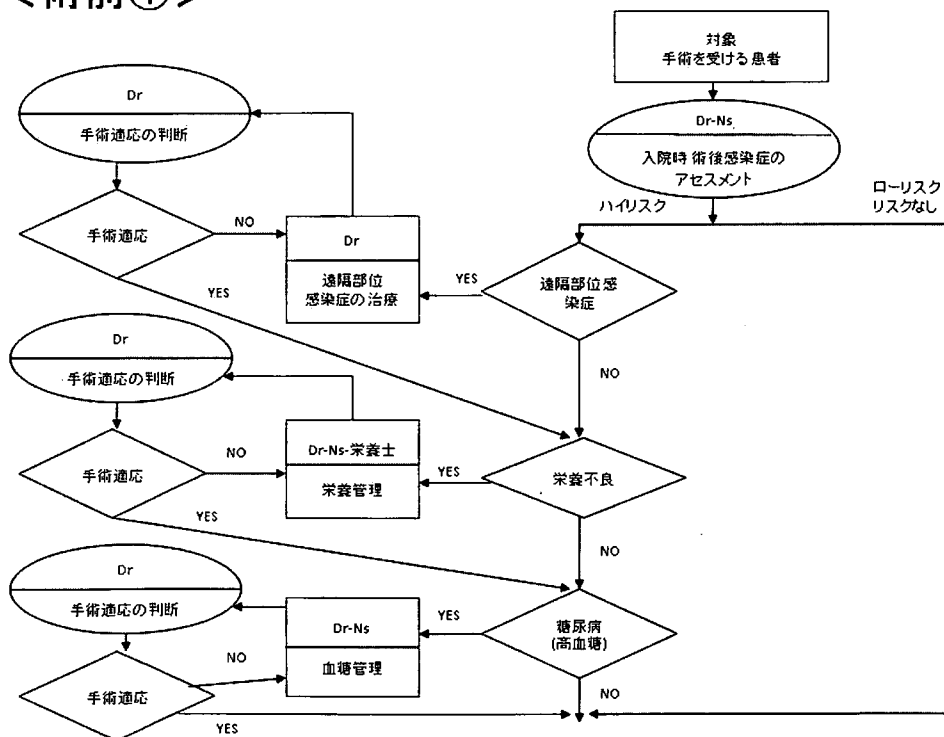 ＜術前①＞
対象
手術を受ける患者
Dr-Ns
入院時 術後感染症の
アセスメント
ハイリスク
ローリスク
リスクなし
Dr
手術適応の判断
手術適応
NO
YES
Dr
遠隔部位
感染症の治療
YES
遠隔部位感
染症
NO
Dr
手術適応の判断
手術適応
NO
YES
Dr-Ns-栄養士
栄養管理
YES
栄養不良
NO
Dr
手術適応の判断
手術適応
NO
YES
Dr-Ns
血糖管理
YES
糖尿病
(高血糖)
NO